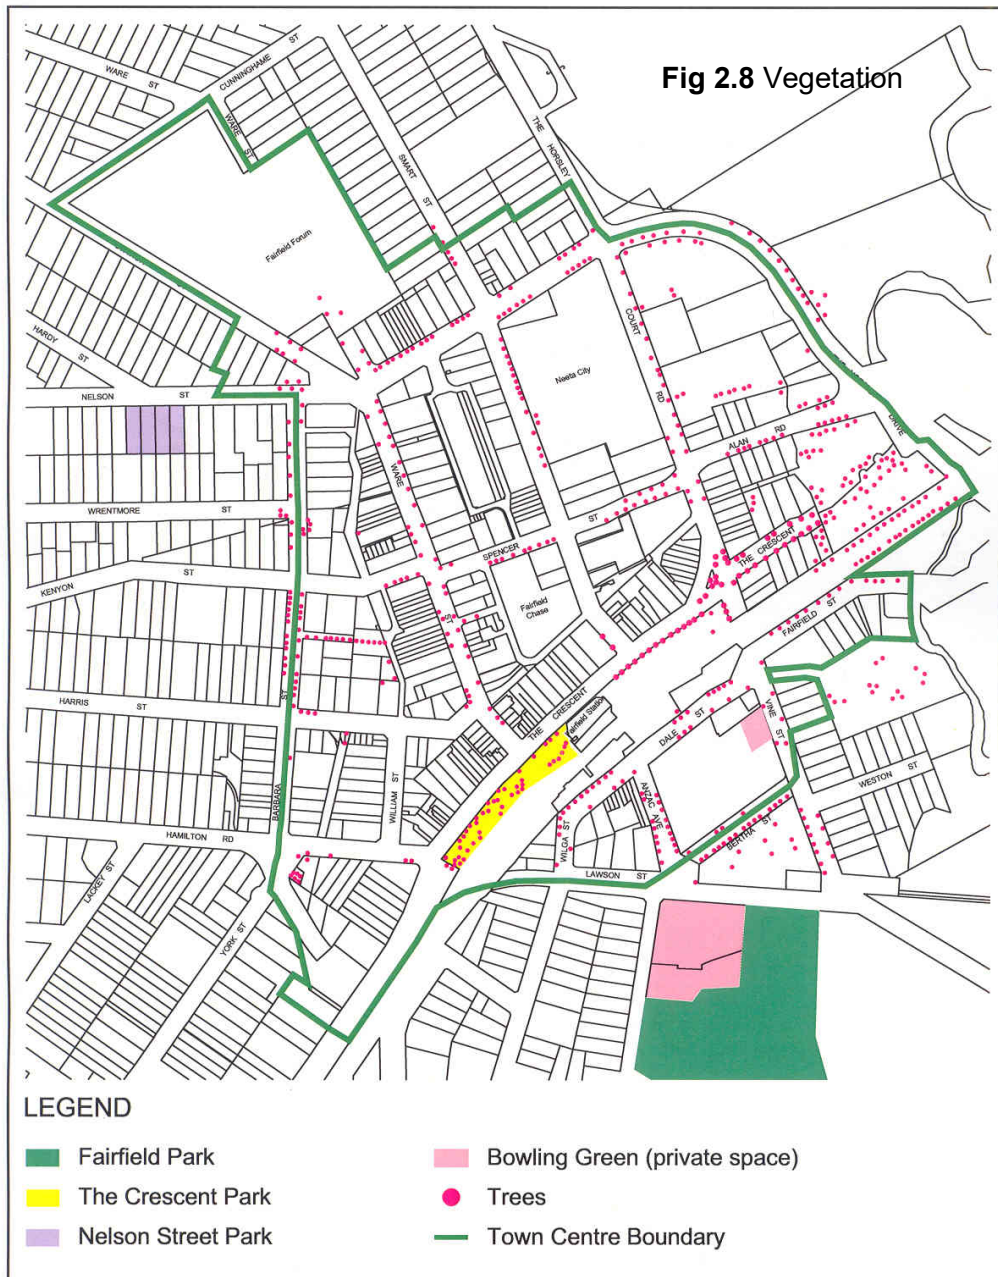 Fig 2.8 Vegetation
WARE ST
CUNNINGHAME ST
WARE ST
SMART ST
THE HORSLEY
Fairfield Forum
HARDY ST
COURT RD
Neeta City
NELSON ST
DRIVE
ALAN RD
WARE
WRENTMORE ST
ST
SPENCER
THE CRESCENT
KENYON ST
Fairfield Chase
ST
FAIRFIELD ST
HARRIS ST
ST
THE CRESCENT
Fairfield Station
DALE ST
VINE ST
WESTON ST
BARBARA
WILLIAM ST
HAMILTON RD
WILGA ST
ANZAC AVE
BERTHA ST
LACKEY ST
LAWSON ST
YORK ST
LEGEND
Fairfield Park
The Crescent Park
Nelson Street Park
Bowling Green (private space)
Trees
Town Centre Boundary